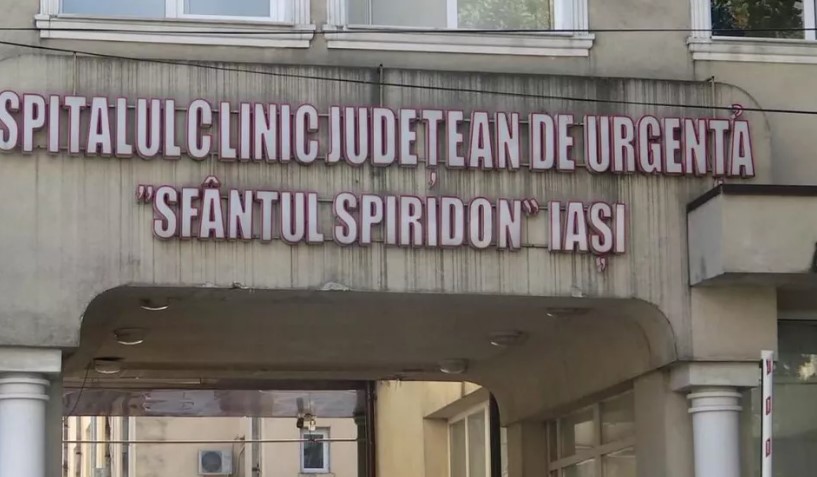 SPITALUL CLINIC JUDEȚEAN DE URGENȚĂ
"SFÂNTUL SPIRIDON" IAȘI